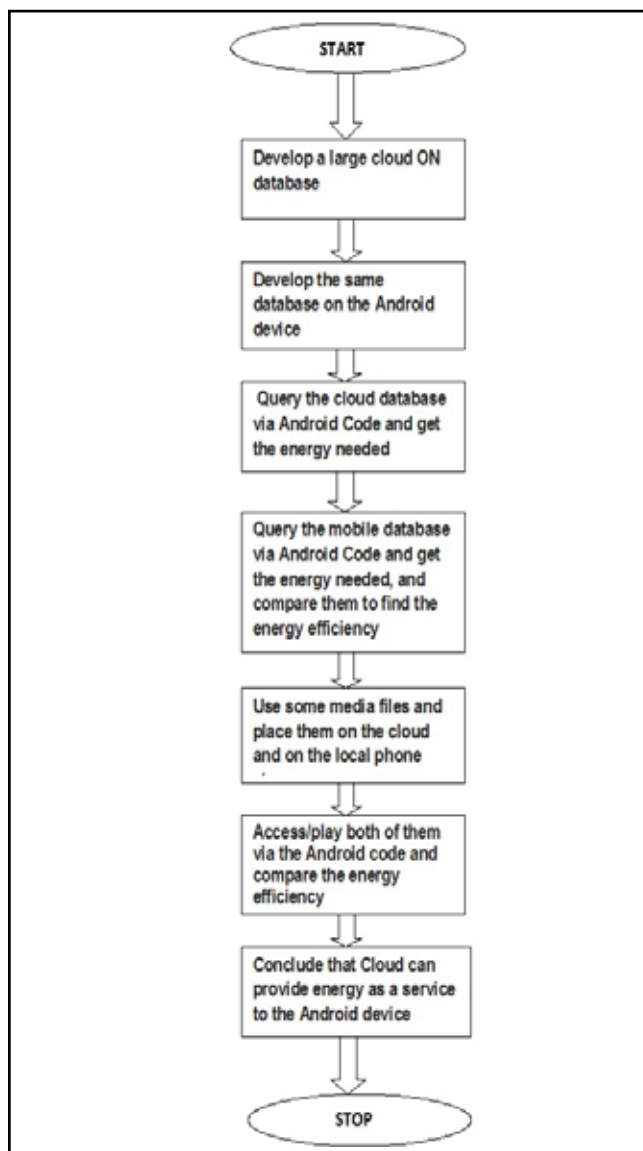 START
Develop a large cloud ON
database
Develop the same
database on the Android
device
Query the cloud database
via Android Code and get
the energy needed
Query the mobile database
via Android Code and get
the energy needed, and
compare them to find the
energy efficiency
Use some media files and
place them on the cloud
and on the local phone
Access/play both of them
via the Android code and
compare the energy
efficiency
Conclude that Cloud can
provide energy as a service
to the Android device
STOP